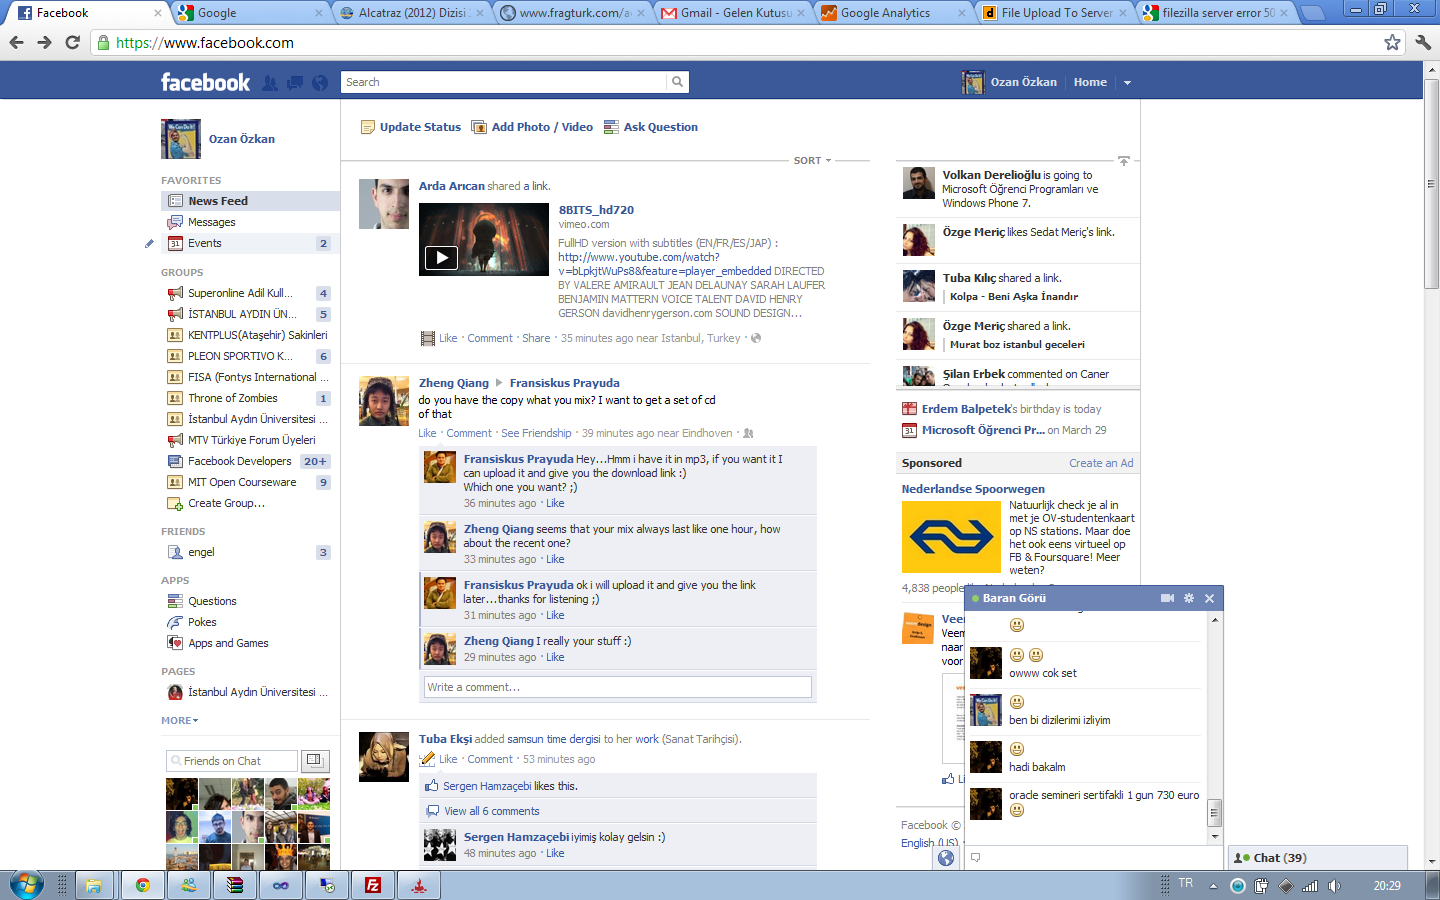 Facebook
Google
Alcatraz (2012) Dizisi
www.fragturk.com/a
Gmail - Gelen Kutusu
Google Analytics
File Upload To Server
filezilla server error 50
https://www.facebook.com
facebook
Search
Ozan Özkan
Home
Ozan Özkan
FAVORITES
News Feed
Messages
Events 2
GROUPS
Superonline Adil Kull... 4
İSTANBUL AYDIN ÜN... 5
KENTPLUS(Ataşehir) Sakinleri
PLEON SPORTIVO K... 6
FISA (Fontys International ...
Throne of Zombies 1
İstanbul Aydın Üniversitesi ...
MTV Türkiye Forum Üyeleri
Facebook Developers 20+
MIT Open Courseware 9
Create Group...
FRIENDS
engel 3
APPS
Questions
Pokes
Apps and Games
PAGES
İstanbul Aydın Üniversitesi ...
MORE
Friends on Chat
Update Status
Add Photo / Video
Ask Question
SORT
Arda Arıcan shared a link.
8BITS_hd720
vimeo.com
FullHD version with subtitles (EN/FR/ES/JAP) :
http://www.youtube.com/watch?
v=bLpkjtWuPs8&feature=player_embedded DIRECTED
BY VALERE AMIRAULT JEAN DELAUNAY SARAH LAUFER
BENJAMIN MATTERN VOICE TALENT DAVID HENRY
GERSON davidhenrygerson.com SOUND DESIGN...
Like · Comment · Share · 35 minutes ago near Istanbul, Turkey ·
Zheng Qiang Fransiskus Prayuda
do you have the copy what you mix? I want to get a set of cd
of that
Like · Comment · See Friendship · 39 minutes ago near Eindhoven ·
Fransiskus Prayuda Hey...Hmm i have it in mp3, if you want it I
can upload it and give you the download link :)
Which one you want? ;)
36 minutes ago · Like
Zheng Qiang seems that your mix always last like one hour, how
about the recent one?
33 minutes ago · Like
Fransiskus Prayuda ok i will upload it and give you the link
later...thanks for listening ;)
31 minutes ago · Like
Zheng Qiang I really your stuff :)
29 minutes ago · Like
Write a comment...
Tuba Ekşi added samsun time dergisi to her work (Sanat Tarihçisi).
Like · Comment · 53 minutes ago
Sergen Hamzaçebi likes this.
View all 6 comments
Sergen Hamzaçebi iyimiş kolay gelsin :)
48 minutes ago · Like
Volkan Derelioğlu is going to
Microsoft Öğrenci Programları ve
Windows Phone 7.
Özge Meriç likes Sedat Meriç's link.
Tuba Kılıç shared a link.
Kolpa - Beni Aşka İnandır
Özge Meriç shared a link.
Murat boz istanbul geceleri
Şilan Erbek commented on Caner
Erdem Balpetek's birthday is today
Microsoft Öğrenci Pr... on March 29
Sponsored
Create an Ad
Nederlandse Spoorwegen
Natuurlijk check je al in
met je OV-studentenkaart
op NS stations. Maar doe
het ook eens virtueel op
FB & Foursquare! Meer
weten?
4,838 people
Veer
Veem
naar
voor
Li
Facebook ©
English (US)
Baran Görü
owww cok set
ben bi dizilerimi izliyim
hadi bakalm
oracle semineri sertifakli 1 gun 730 euro
Chat (39)
TR
20:29